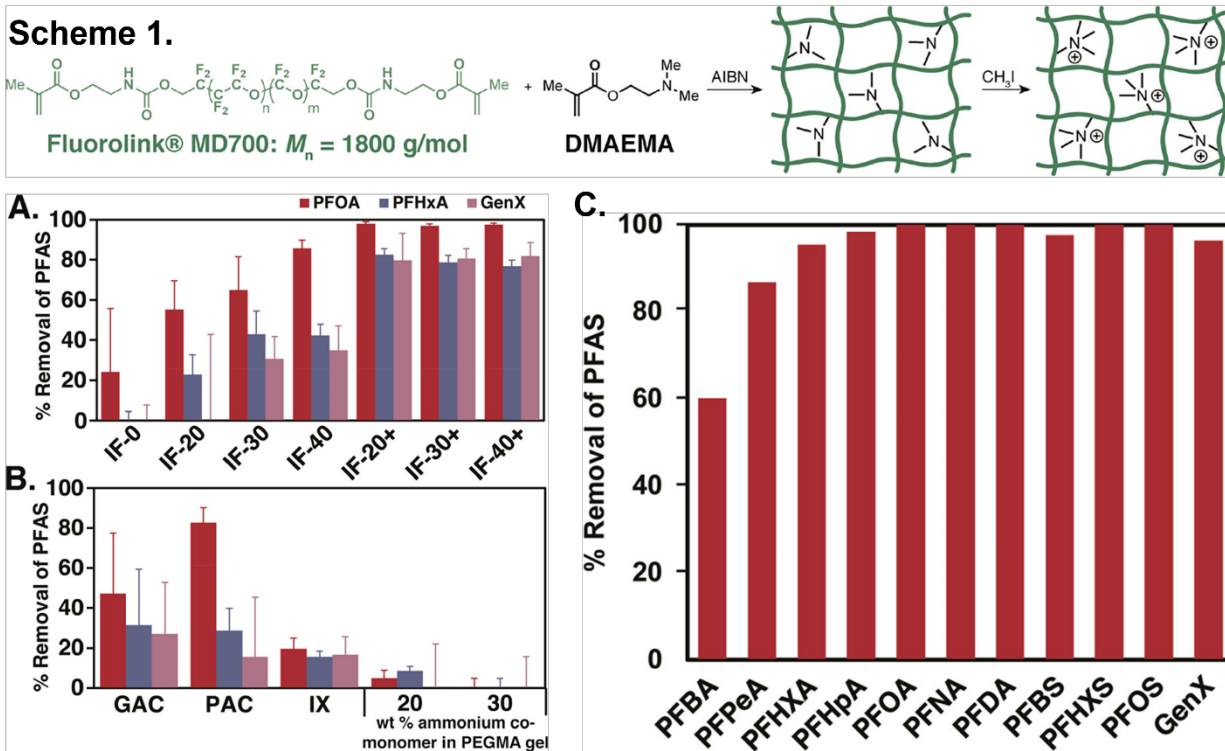 Scheme 1.
Me O O O H N O O F2 F2 F2 F2 F2 F2 F2 O n O m O O N H O O Me
+
O O N Me Me
AIBN
N N N N N
CH3I
N⊕ N⊕ N⊕ N⊕ N⊕
Fluorolink® MD700: Mn = 1800 g/mol
DMAEMA
A.
PFOA PFHxA GenX
% Removal of PFAS
100
80
60
40
20
0
IF-0 IF-20 IF-30 IF-40 IF-20+ IF-30+ IF-40+
B.
% Removal of PFAS
100
80
60
40
20
0
GAC PAC IX 20 30
wt % ammonium co-
monomer in PEGMA gel
C.
% Removal of PFAS
100
80
60
40
20
0
PFBA PFPeA PFHXA PFHpA PFOA PFNA PFDA PFBS PFHXS PFOS GenX